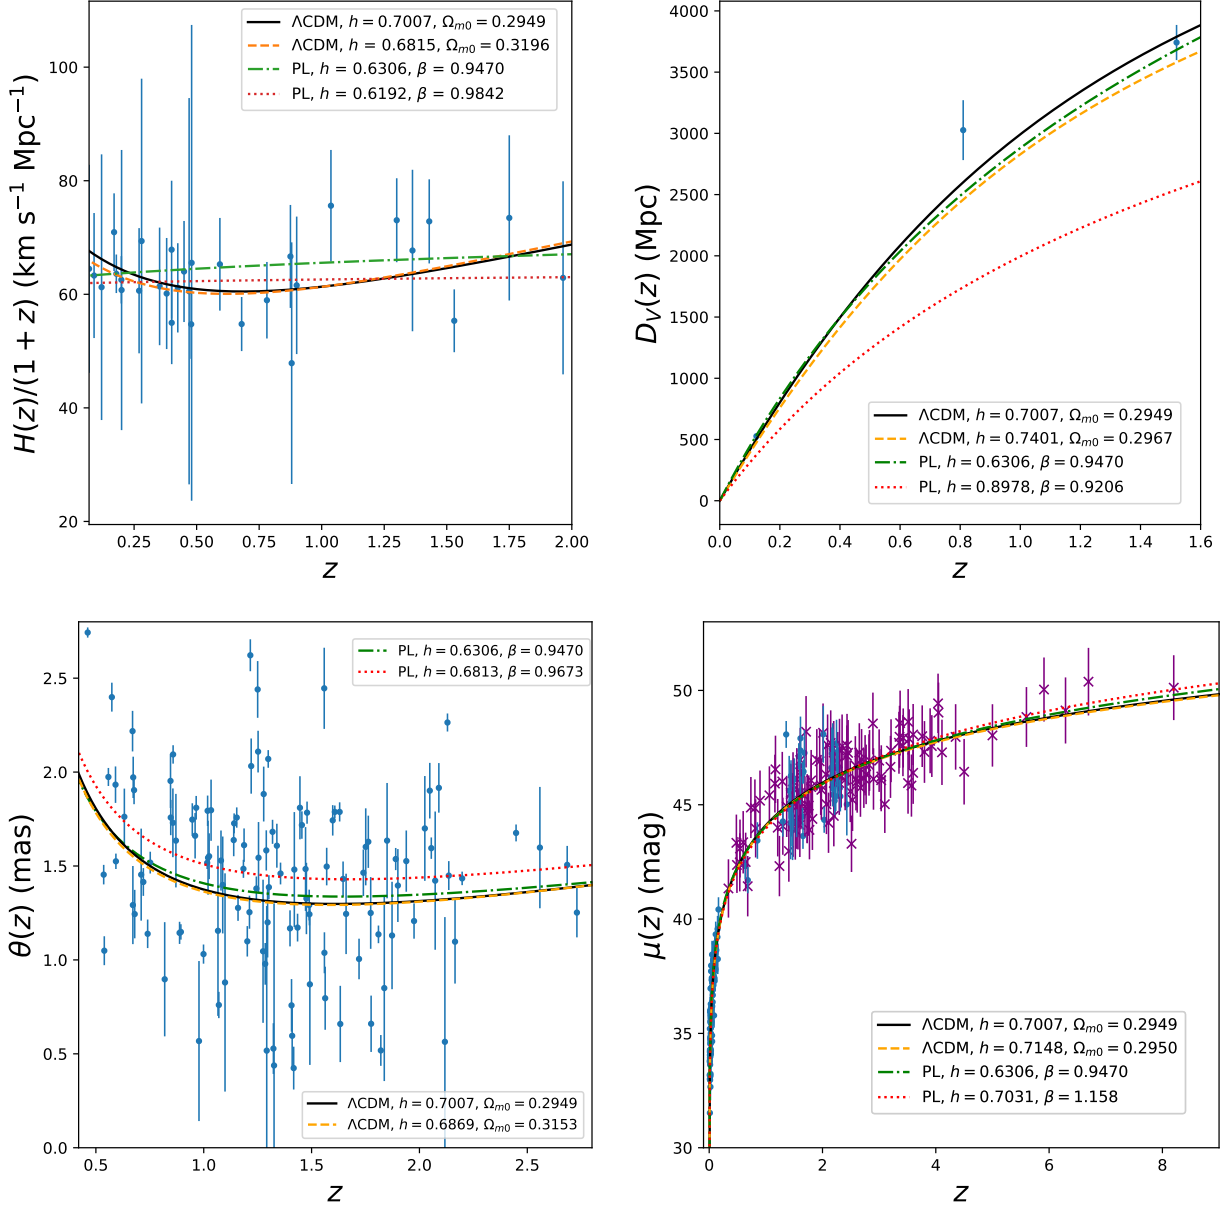 ΛCDM, h = 0.7007, Ωm0 = 0.2949
ΛCDM, h = 0.6815, Ωm0 = 0.3196
PL, h = 0.6306, β = 0.9470
PL, h = 0.6192, β = 0.9842
100
80
60
40
20
H(z)/(1 + z) (km s⁻¹ Mpc⁻¹)
0.25 0.50 0.75 1.00 1.25 1.50 1.75 2.00
z
4000
3500
3000
2500
2000
1500
1000
500
0
D_V(z) (Mpc)
ΛCDM, h = 0.7007, Ωm0 = 0.2949
ΛCDM, h = 0.7401, Ωm0 = 0.2967
PL, h = 0.6306, β = 0.9470
PL, h = 0.8978, β = 0.9206
0.0 0.2 0.4 0.6 0.8 1.0 1.2 1.4 1.6
z
PL, h = 0.6306, β = 0.9470
PL, h = 0.6813, β = 0.9673
2.5
2.0
1.5
1.0
0.5
0.0
θ(z) (mas)
ΛCDM, h = 0.7007, Ωm0 = 0.2949
ΛCDM, h = 0.6869, Ωm0 = 0.3153
0.5 1.0 1.5 2.0 2.5
z
50
45
40
35
30
μ(z) (mag)
ΛCDM, h = 0.7007, Ωm0 = 0.2949
ΛCDM, h = 0.7148, Ωm0 = 0.2950
PL, h = 0.6306, β = 0.9470
PL, h = 0.7031, β = 1.158
0 2 4 6 8
z